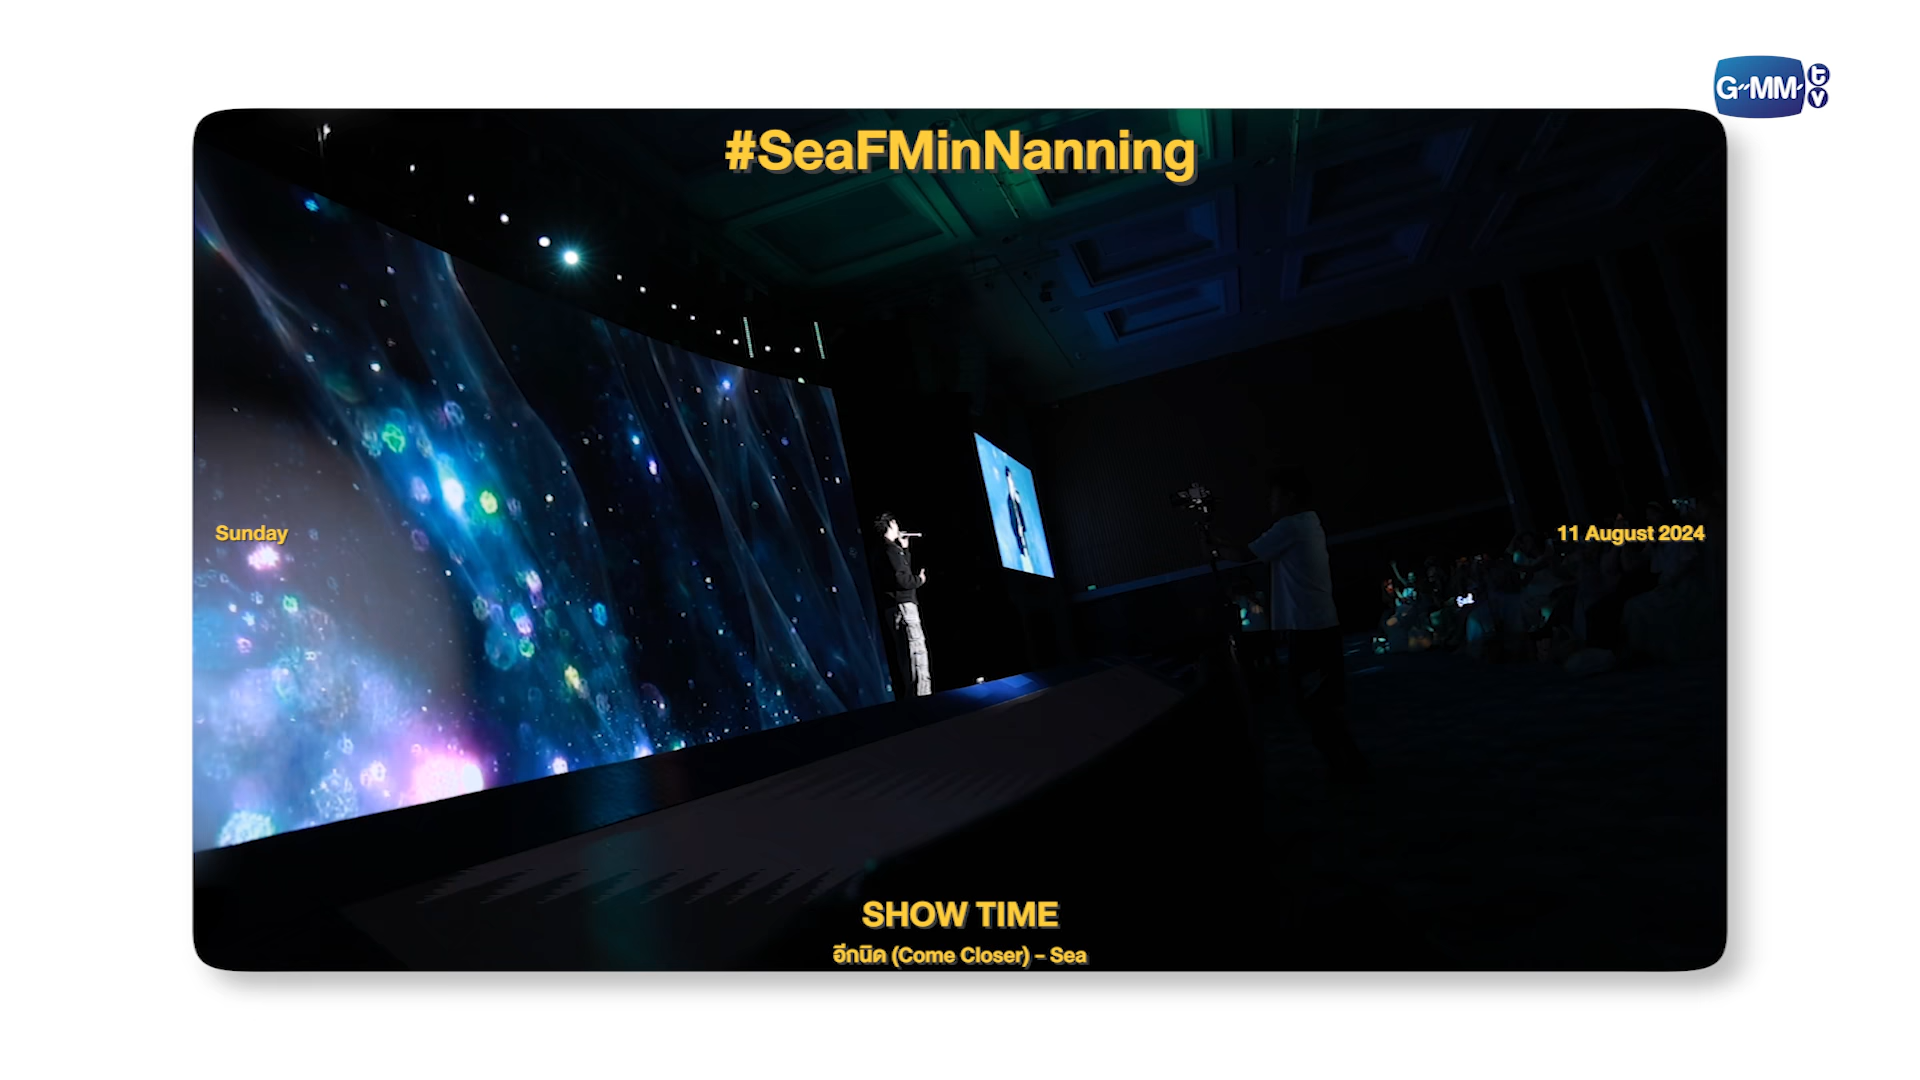 GMM
tv
#SeaFMinNanning
Sunday
11 August 2024
SHOW TIME
อีกนิด (Come Closer) – Sea